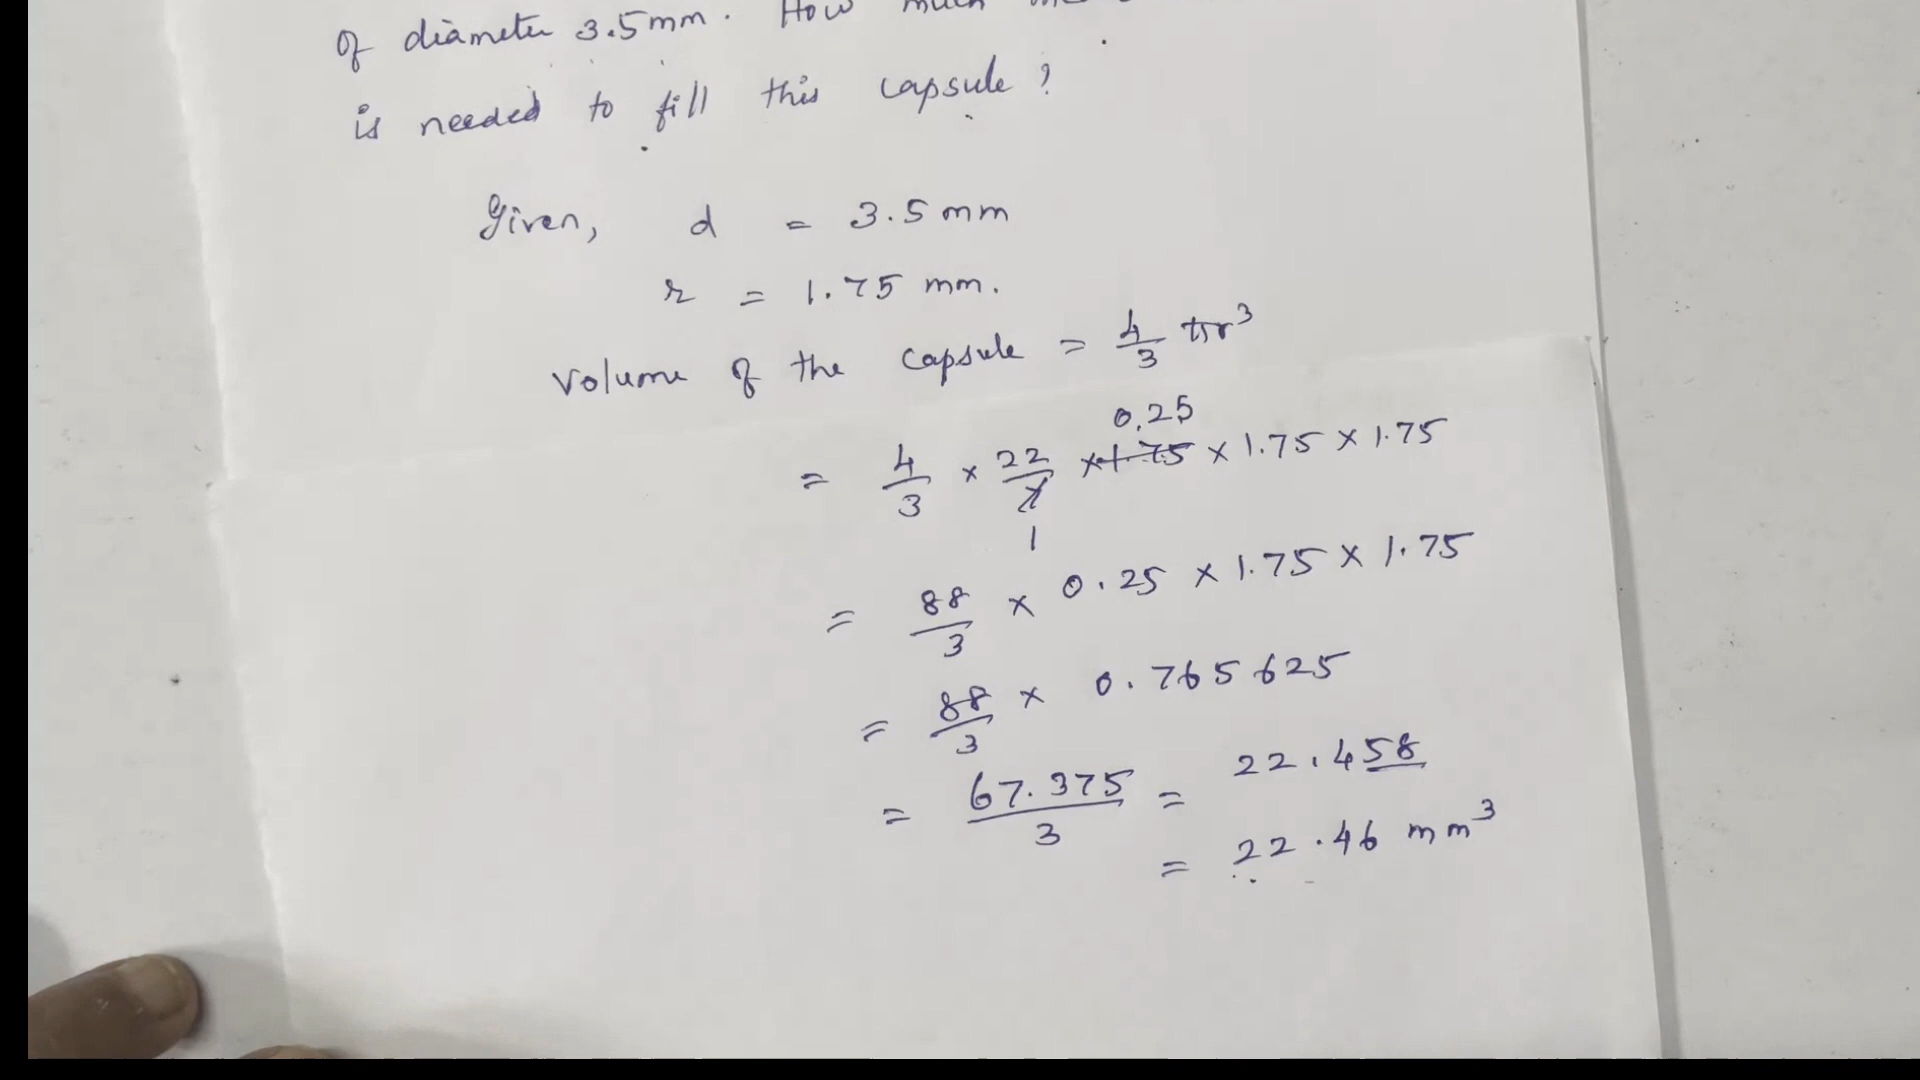 of diameter 3.5mm. How much
is needed to fill this capsule?
Given, d = 3.5 mm
r = 1.75 mm.
Volume of the capsule = 4/3 πr³
0.25
= 4/3 × 22/7 × 1.75 × 1.75 × 1.75
1
= 88/3 × 0.25 × 1.75 × 1.75
= 88/3 × 0.765625
= 67.375/3 = 22.458
= 22.46 mm³